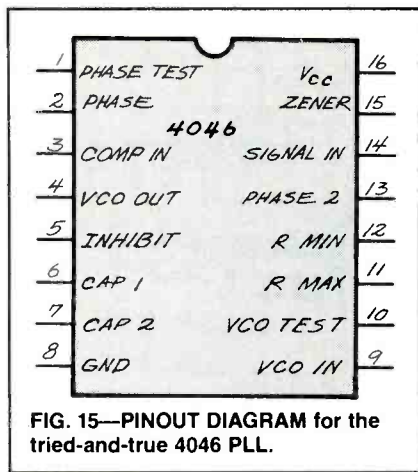 1 PHASE TEST
2 PHASE
3 COMP IN
4 VCO OUT
5 INHIBIT
6 CAP 1
7 CAP 2
8 GND
4046
Vcc 16
ZENER 15
SIGNAL IN 14
PHASE 2 13
R MIN 12
R MAX 11
VCO TEST 10
VCO IN 9
FIG. 15—PINOUT DIAGRAM for the
tried-and-true 4046 PLL.